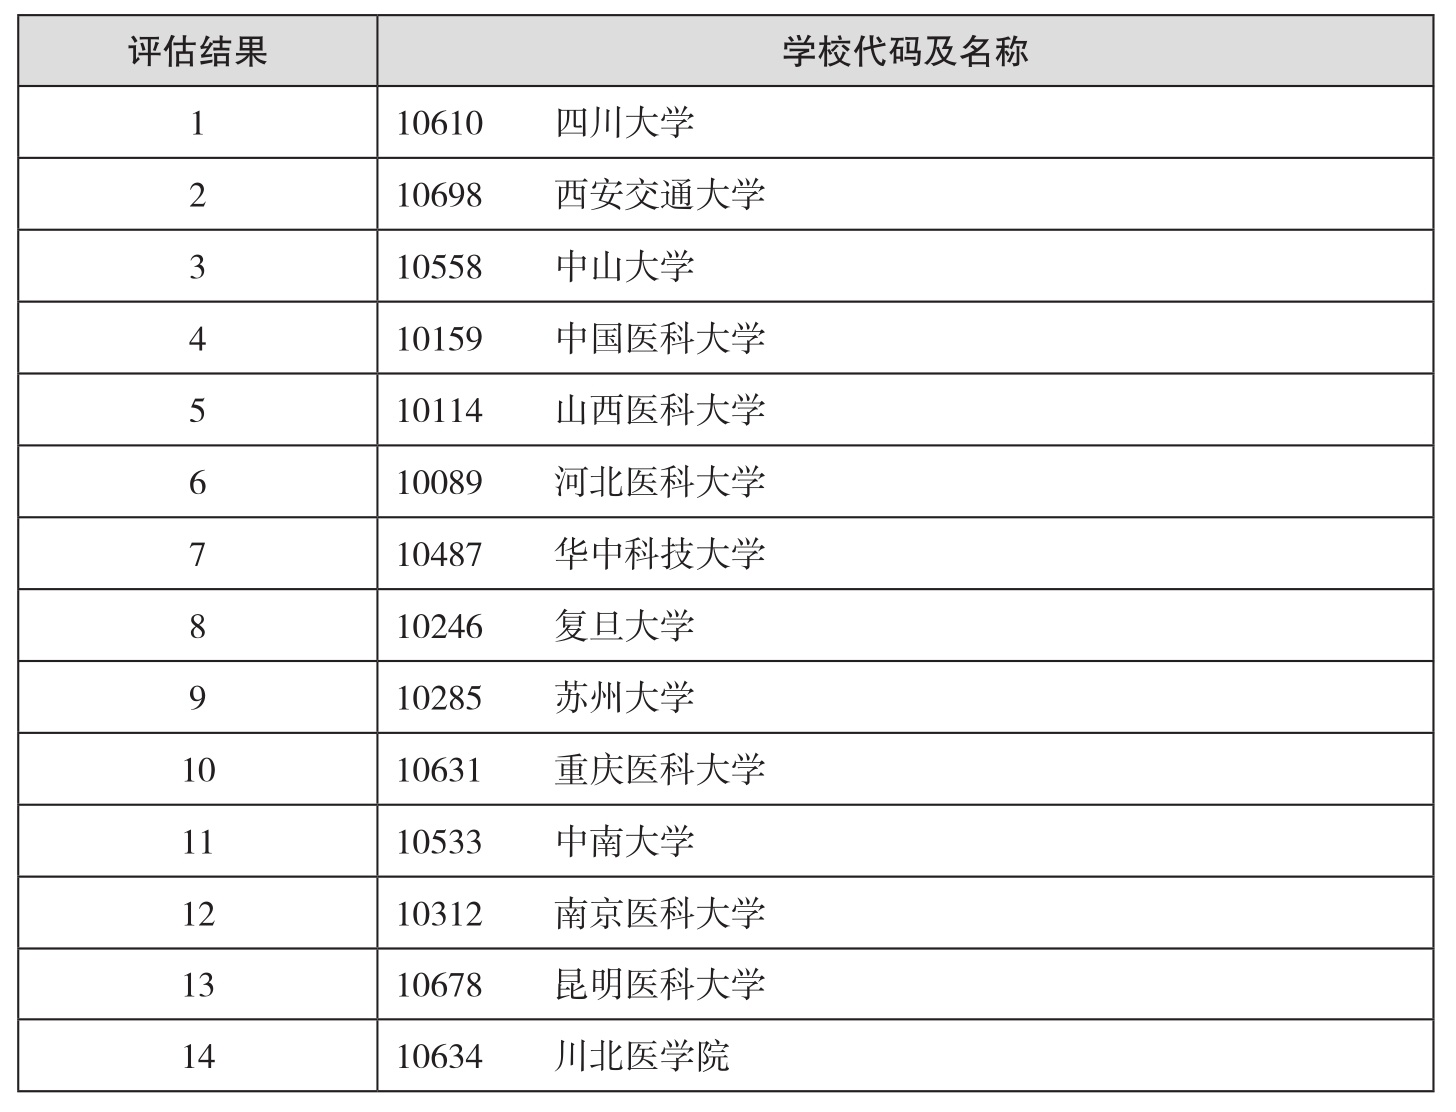 评估结果 学校代码及名称
1 10610 四川大学
2 10698 西安交通大学
3 10558 中山大学
4 10159 中国医科大学
5 10114 山西医科大学
6 10089 河北医科大学
7 10487 华中科技大学
8 10246 复旦大学
9 10285 苏州大学
10 10631 重庆医科大学
11 10533 中南大学
12 10312 南京医科大学
13 10678 昆明医科大学
14 10634 川北医学院